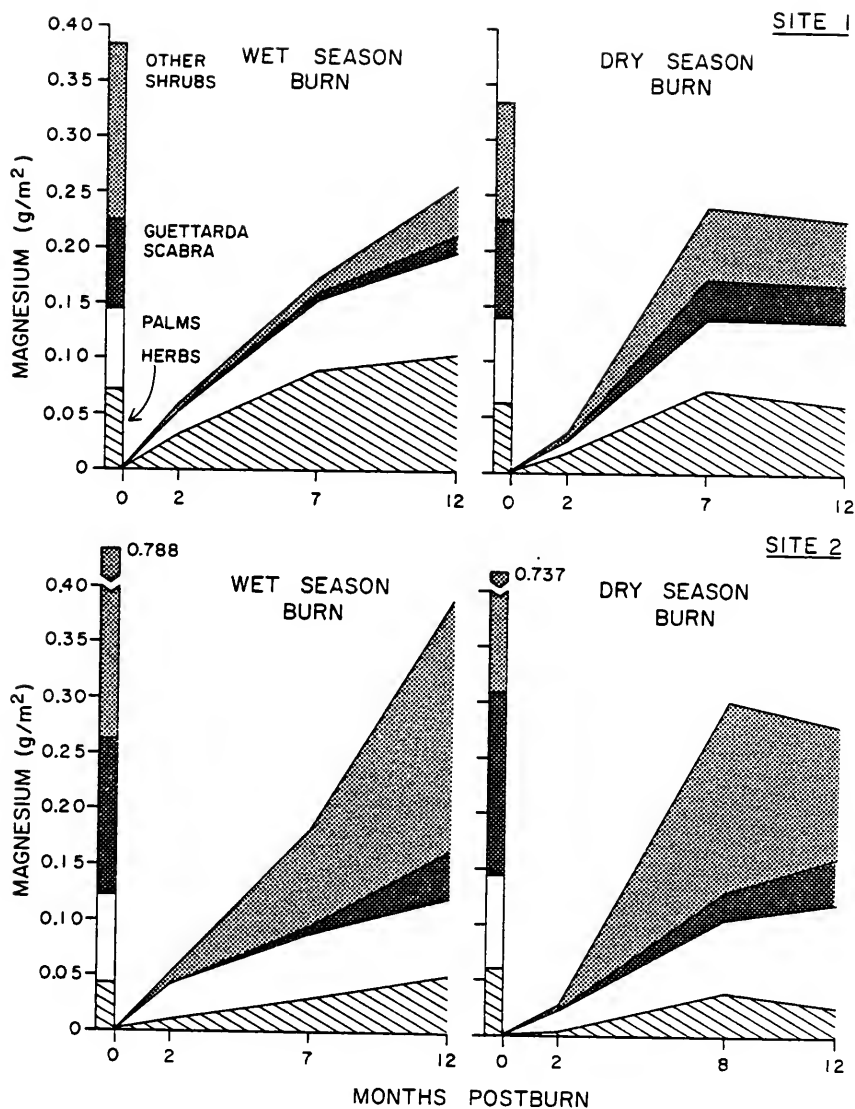 SITE 1
WET SEASON
BURN
DRY SEASON
BURN
MAGNESIUM (g/m²)
0.40
0.35
0.30
0.25
0.20
0.15
0.10
0.05
0
OTHER
SHRUBS
GUETTARDA
SCABRA
PALMS
HERBS
0 2 7 12
0 2 7 12
SITE 2
0.788
WET SEASON
BURN
0.737
DRY SEASON
BURN
MAGNESIUM (g/m²)
0.40
0.35
0.30
0.25
0.20
0.15
0.10
0.05
0
0 2 7 12
0 2 8 12
MONTHS POSTBURN